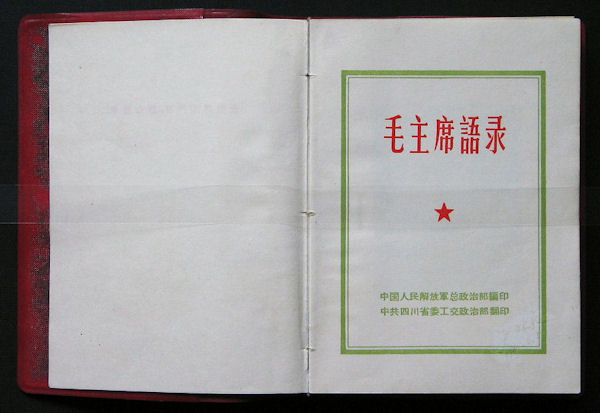 毛主席語录
中国人民解放軍总政治部編印
中共四川省委工交政治部翻印